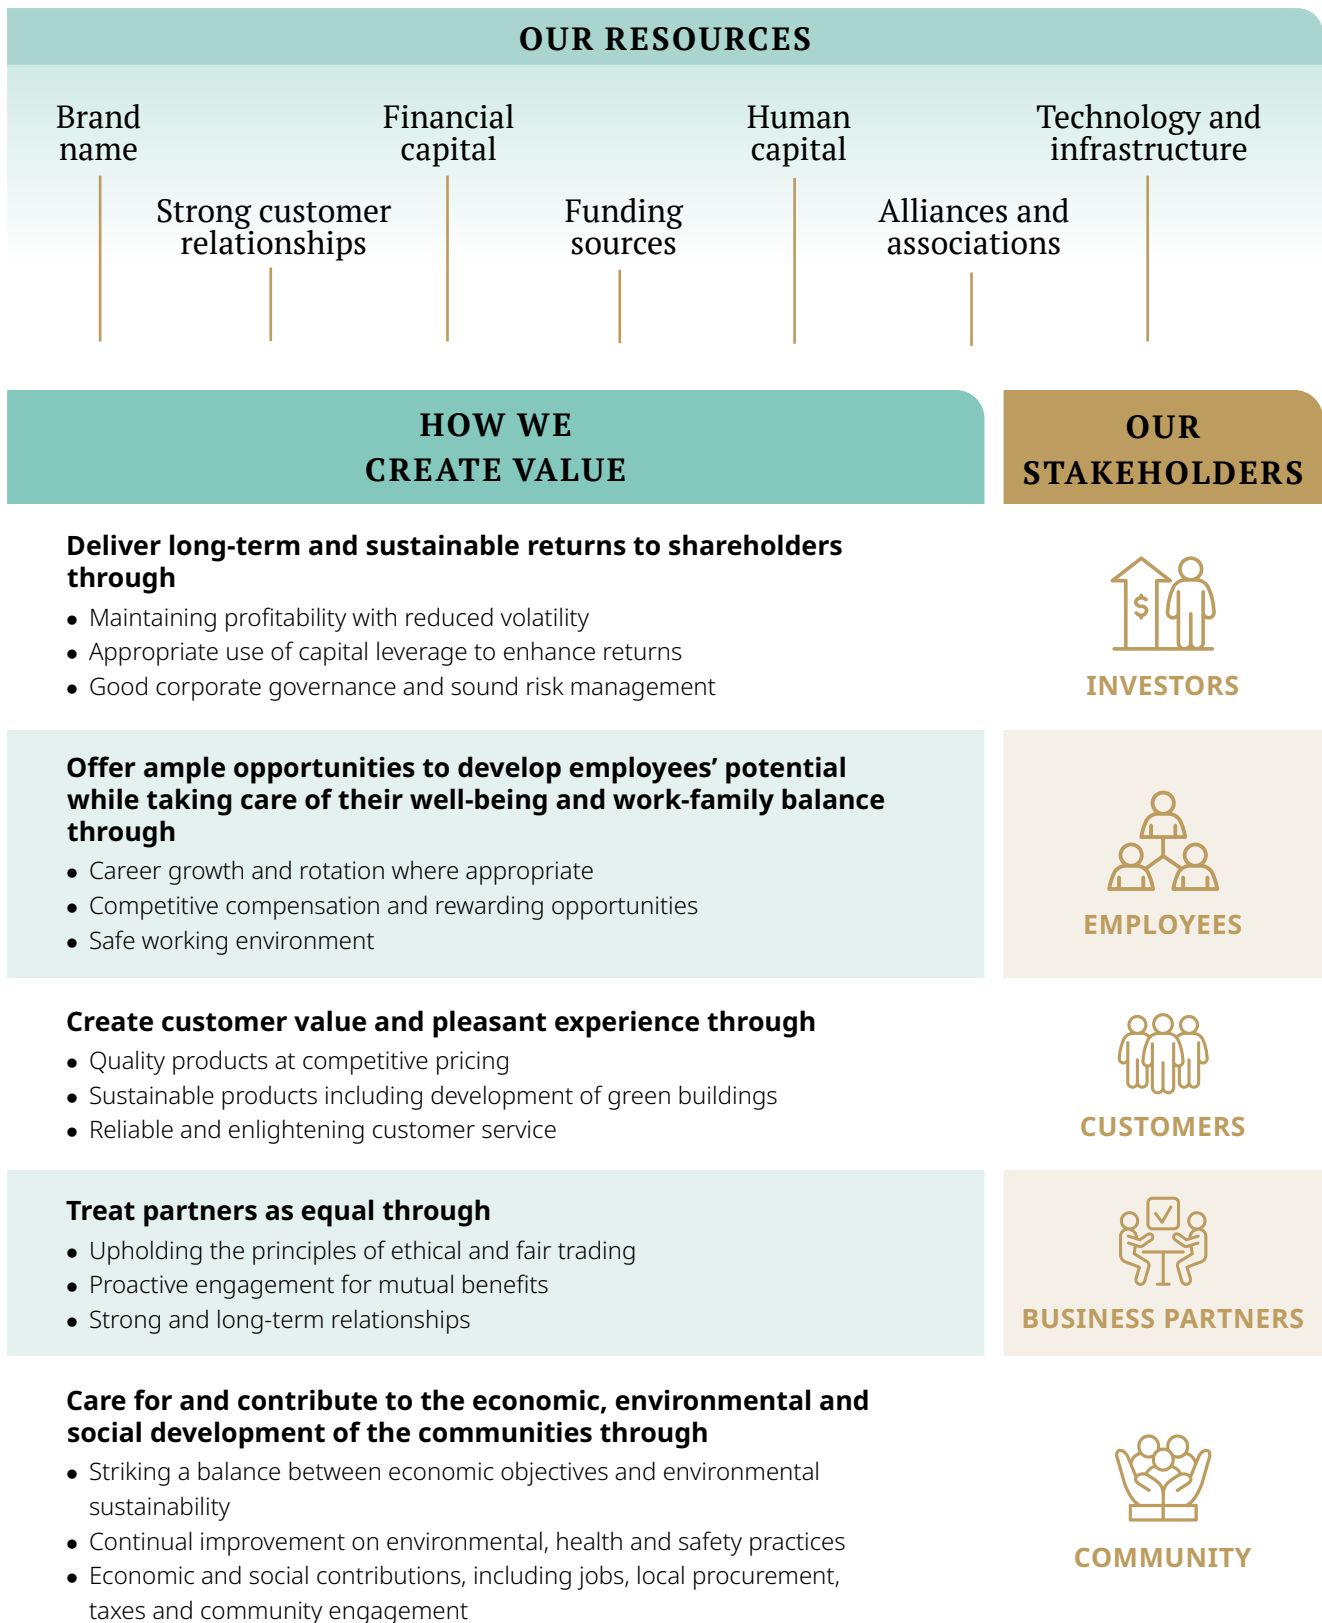 OUR RESOURCES
Brand
name
Financial
capital
Human
capital
Technology and
infrastructure
Strong customer
relationships
Funding
sources
Alliances and
associations
HOW WE
CREATE VALUE
OUR
STAKEHOLDERS
Deliver long-term and sustainable returns to shareholders
through
• Maintaining profitability with reduced volatility
• Appropriate use of capital leverage to enhance returns
• Good corporate governance and sound risk management
$
INVESTORS
Offer ample opportunities to develop employees’ potential
while taking care of their well-being and work-family balance
through
• Career growth and rotation where appropriate
• Competitive compensation and rewarding opportunities
• Safe working environment
EMPLOYEES
Create customer value and pleasant experience through
• Quality products at competitive pricing
• Sustainable products including development of green buildings
• Reliable and enlightening customer service
CUSTOMERS
Treat partners as equal through
• Upholding the principles of ethical and fair trading
• Proactive engagement for mutual benefits
• Strong and long-term relationships
BUSINESS PARTNERS
Care for and contribute to the economic, environmental and
social development of the communities through
• Striking a balance between economic objectives and environmental
sustainability
• Continual improvement on environmental, health and safety practices
• Economic and social contributions, including jobs, local procurement,
taxes and community engagement
COMMUNITY